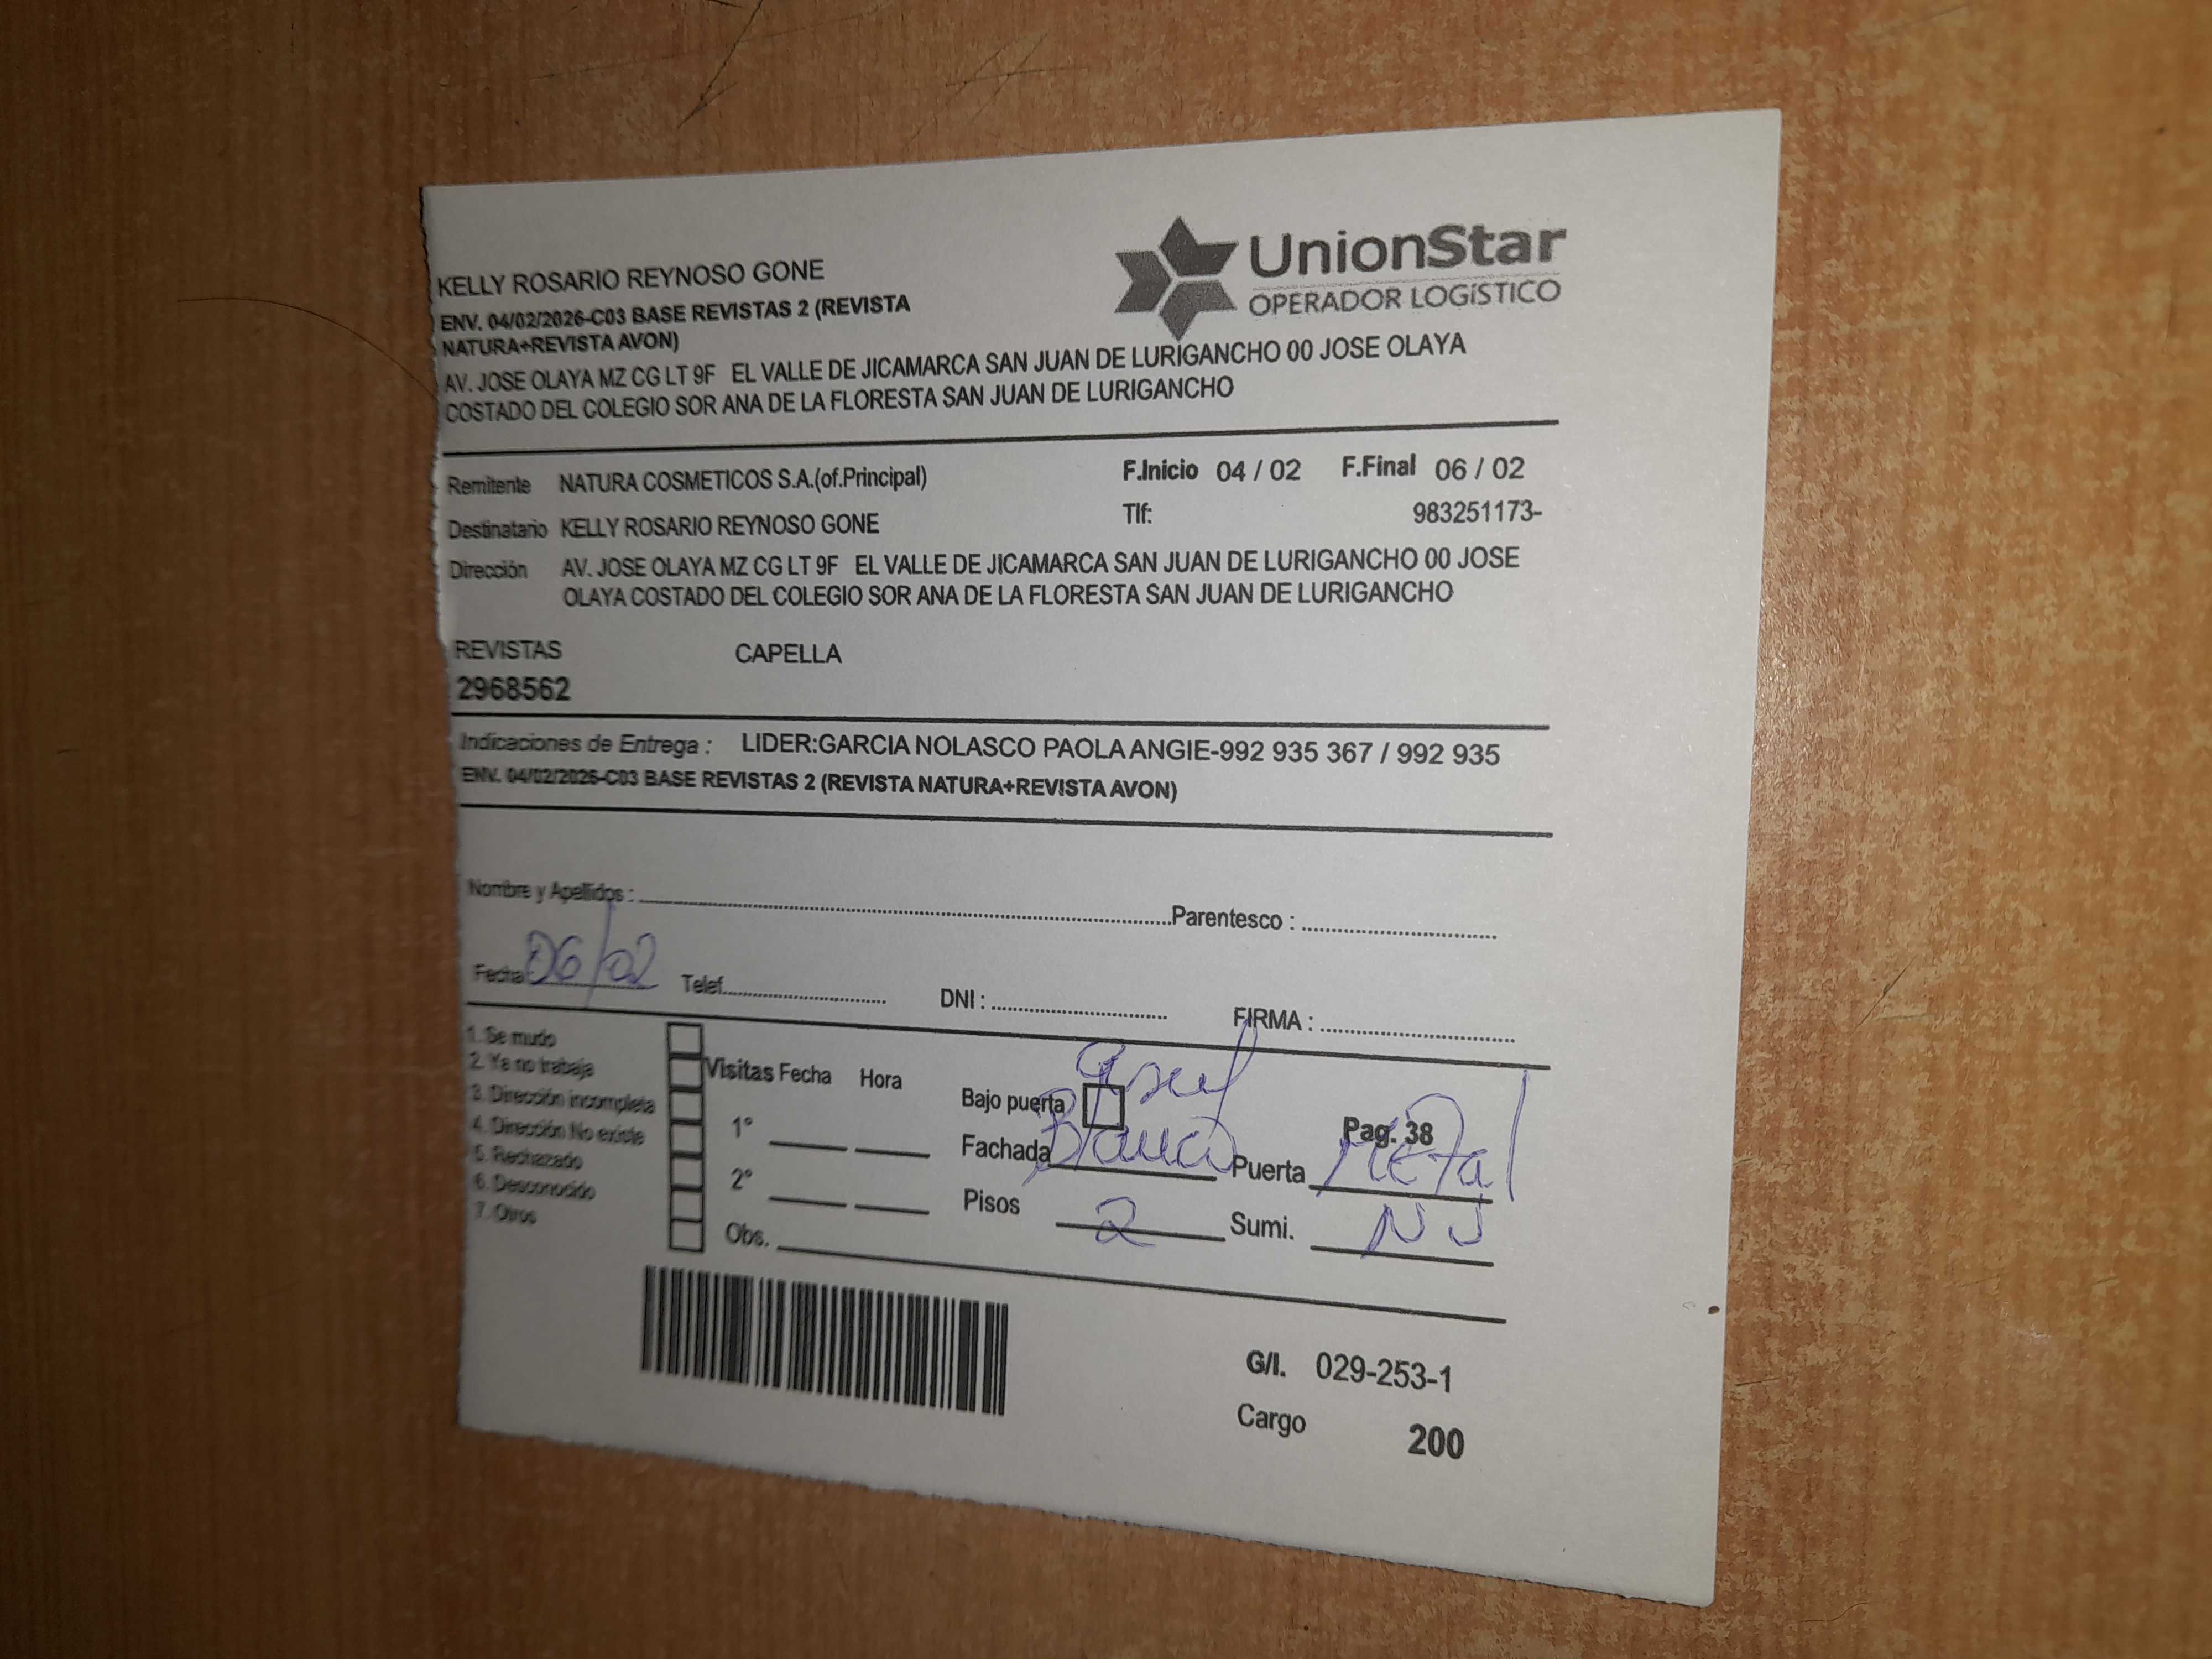 KELLY ROSARIO REYNOSO GONE
ENV. 04/02/2026-C03 BASE REVISTAS 2 (REVISTA
NATURA+REVISTA AVON)
UnionStar
OPERADOR LOGÍSTICO
AV. JOSE OLAYA MZ CG LT 9F EL VALLE DE JICAMARCA SAN JUAN DE LURIGANCHO 00 JOSE OLAYA
COSTADO DEL COLEGIO SOR ANA DE LA FLORESTA SAN JUAN DE LURIGANCHO
Remitente NATURA COSMETICOS S.A.(of.Principal) F.Inicio 04 / 02 F.Final 06 / 02
Destinatario KELLY ROSARIO REYNOSO GONE Tlf: 983251173-
Dirección AV. JOSE OLAYA MZ CG LT 9F EL VALLE DE JICAMARCA SAN JUAN DE LURIGANCHO 00 JOSE
OLAYA COSTADO DEL COLEGIO SOR ANA DE LA FLORESTA SAN JUAN DE LURIGANCHO
REVISTAS CAPELLA
2968562
Indicaciones de Entrega : LIDER:GARCIA NOLASCO PAOLA ANGIE-992 935 367 / 992 935
ENV. 04/02/2026-C03 BASE REVISTAS 2 (REVISTA NATURA+REVISTA AVON)
Nombre y Apellidos : Parentesco :
Fecha 06/02 Telef. DNI : FIRMA :
1. Se mudo
2. Ya no trabaja
3. Dirección incompleta
4. Dirección No existe
5. Rechazado
6. Desconocido
7. Otros
Visitas Fecha Hora
1°
2°
Obs.
Bajo puerta Pag. 38
Fachada Blanco Puerta Metal
Pisos 2 Sumi.
G/I. 029-253-1
Cargo 200